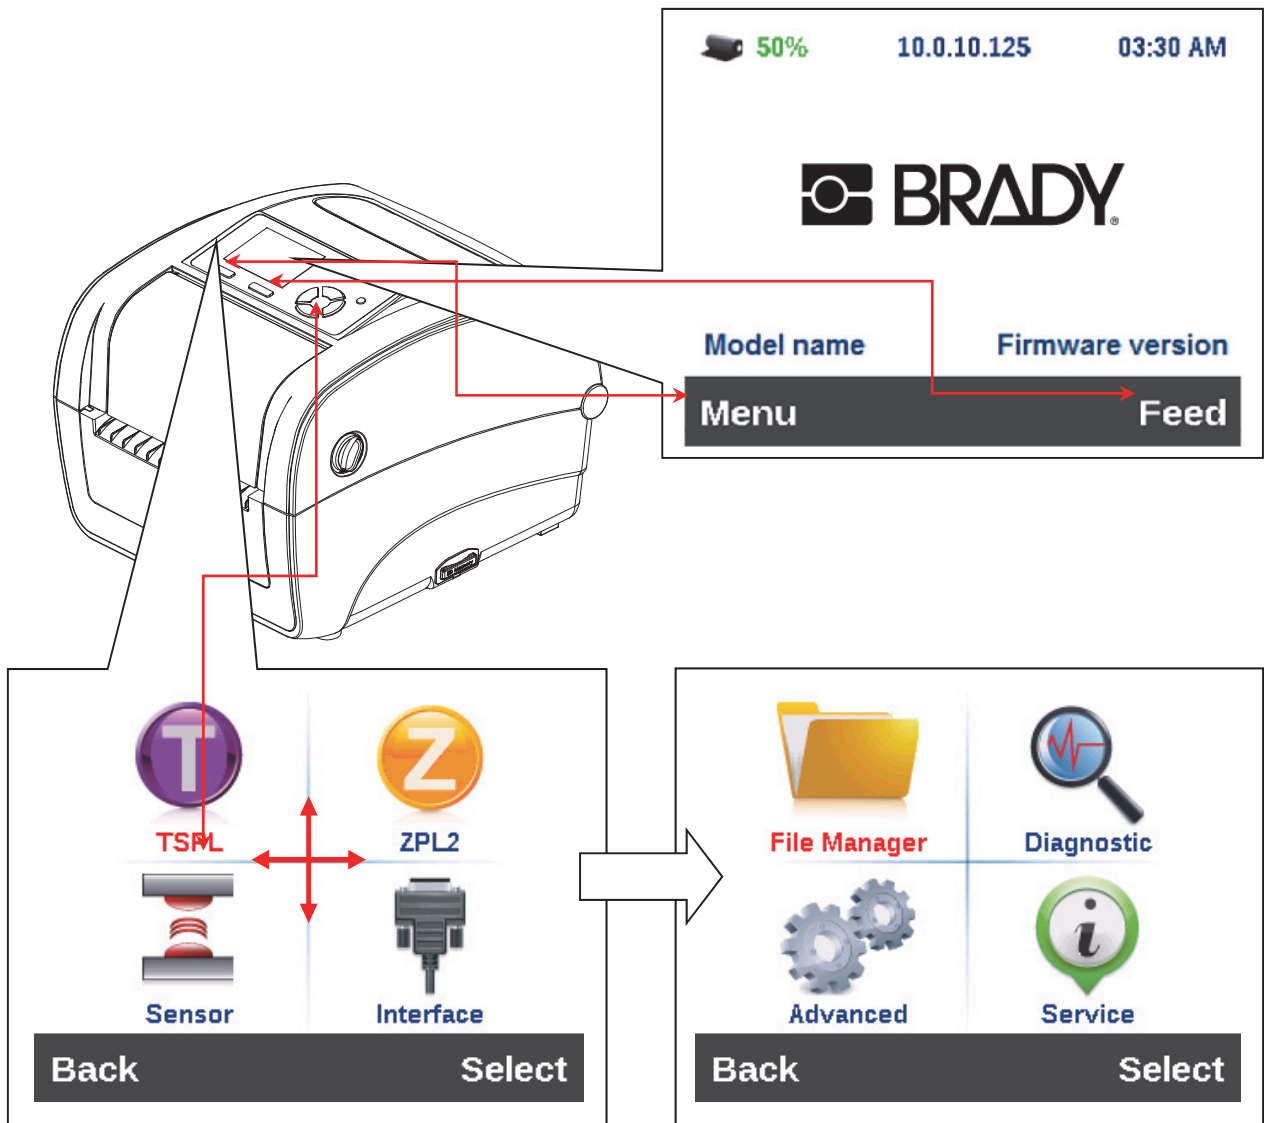 50% 10.0.10.125 03:30 AM
BRADY®
Model name Firmware version
Menu Feed
T Z
TSPL ZPL2
Sensor Interface
Back Select
File Manager Diagnostic
i
Advanced Service
Back Select